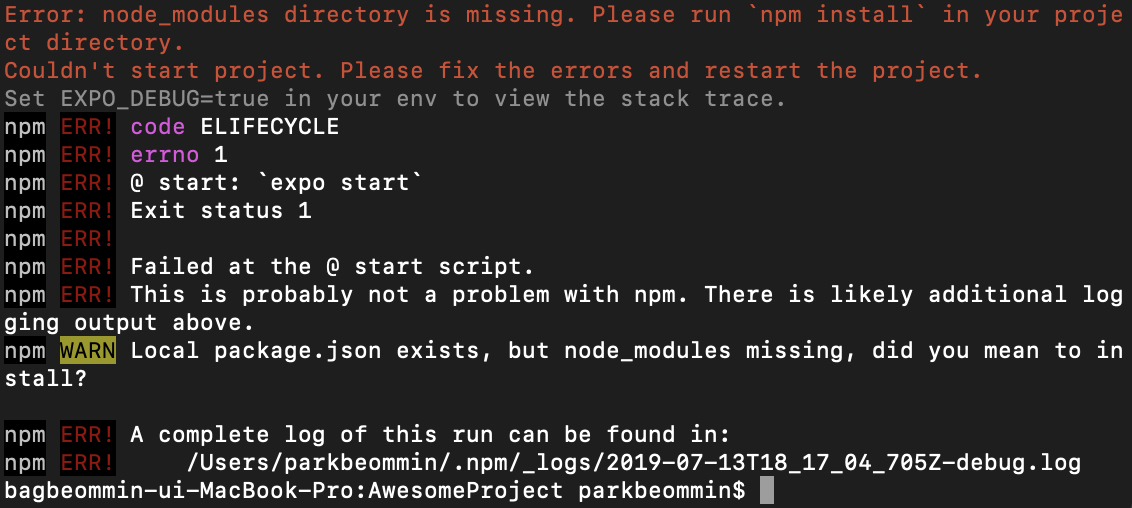 Error: node_modules directory is missing. Please run `npm install` in your proje
ct directory.
Couldn't start project. Please fix the errors and restart the project.
Set EXPO_DEBUG=true in your env to view the stack trace.
npm ERR! code ELIFECYCLE
npm ERR! errno 1
npm ERR! @ start: `expo start`
npm ERR! Exit status 1
npm ERR!
npm ERR! Failed at the @ start script.
npm ERR! This is probably not a problem with npm. There is likely additional log
ging output above.
npm WARN Local package.json exists, but node_modules missing, did you mean to in
stall?
npm ERR! A complete log of this run can be found in:
npm ERR!     /Users/parkbeommin/.npm/_logs/2019-07-13T18_17_04_705Z-debug.log
bagbeommin-ui-MacBook-Pro:AwesomeProject parkbeommin$